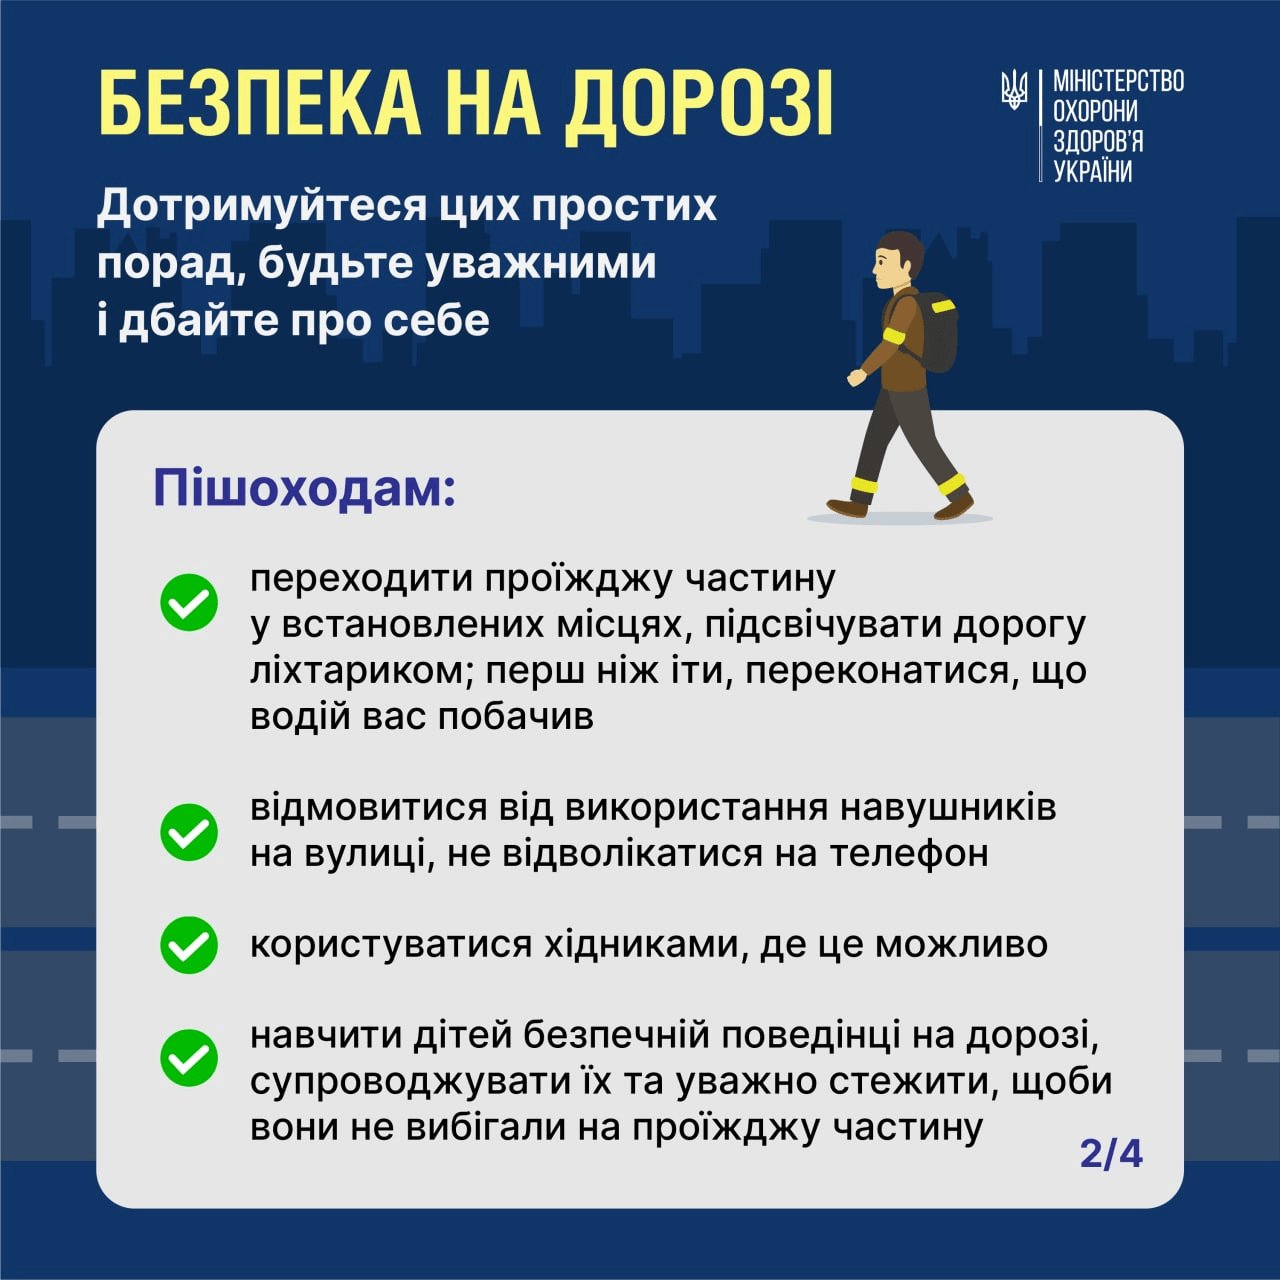 БЕЗПЕКА НА ДОРОЗІ
МІНІСТЕРСТВО
ОХОРОНИ
ЗДОРОВ'Я
УКРАЇНИ
Дотримуйтеся цих простих
порад, будьте уважними
і дбайте про себе
Пішоходам:
переходити проїжджу частину
у встановлених місцях, підсвічувати дорогу
ліхтариком; перш ніж іти, переконатися, що
водій вас побачив
відмовитися від використання навушників
на вулиці, не відволікатися на телефон
користуватися хідниками, де це можливо
навчити дітей безпечній поведінці на дорозі,
супроводжувати їх та уважно стежити, щоби
вони не вибігали на проїжджу частину
2/4